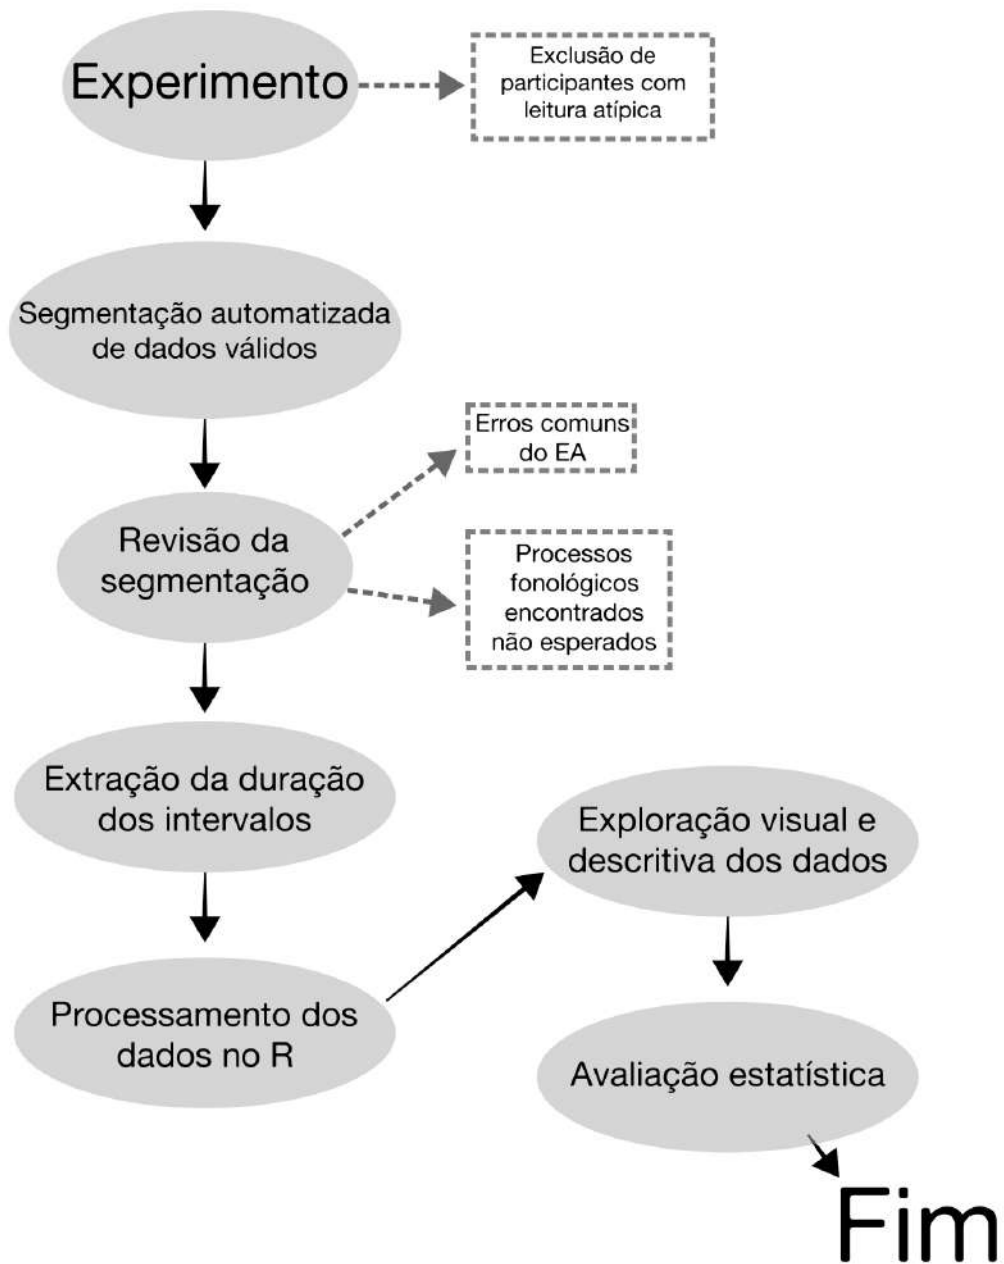 Experimento
Exclusão de
participantes com
leitura atípica
Segmentação automatizada
de dados válidos
Erros comuns
do EA
Revisão da
segmentação
Processos
fonológicos
encontrados
não esperados
Extração da duração
dos intervalos
Processamento dos
dados no R
Exploração visual e
descritiva dos dados
Avaliação estatística
Fim